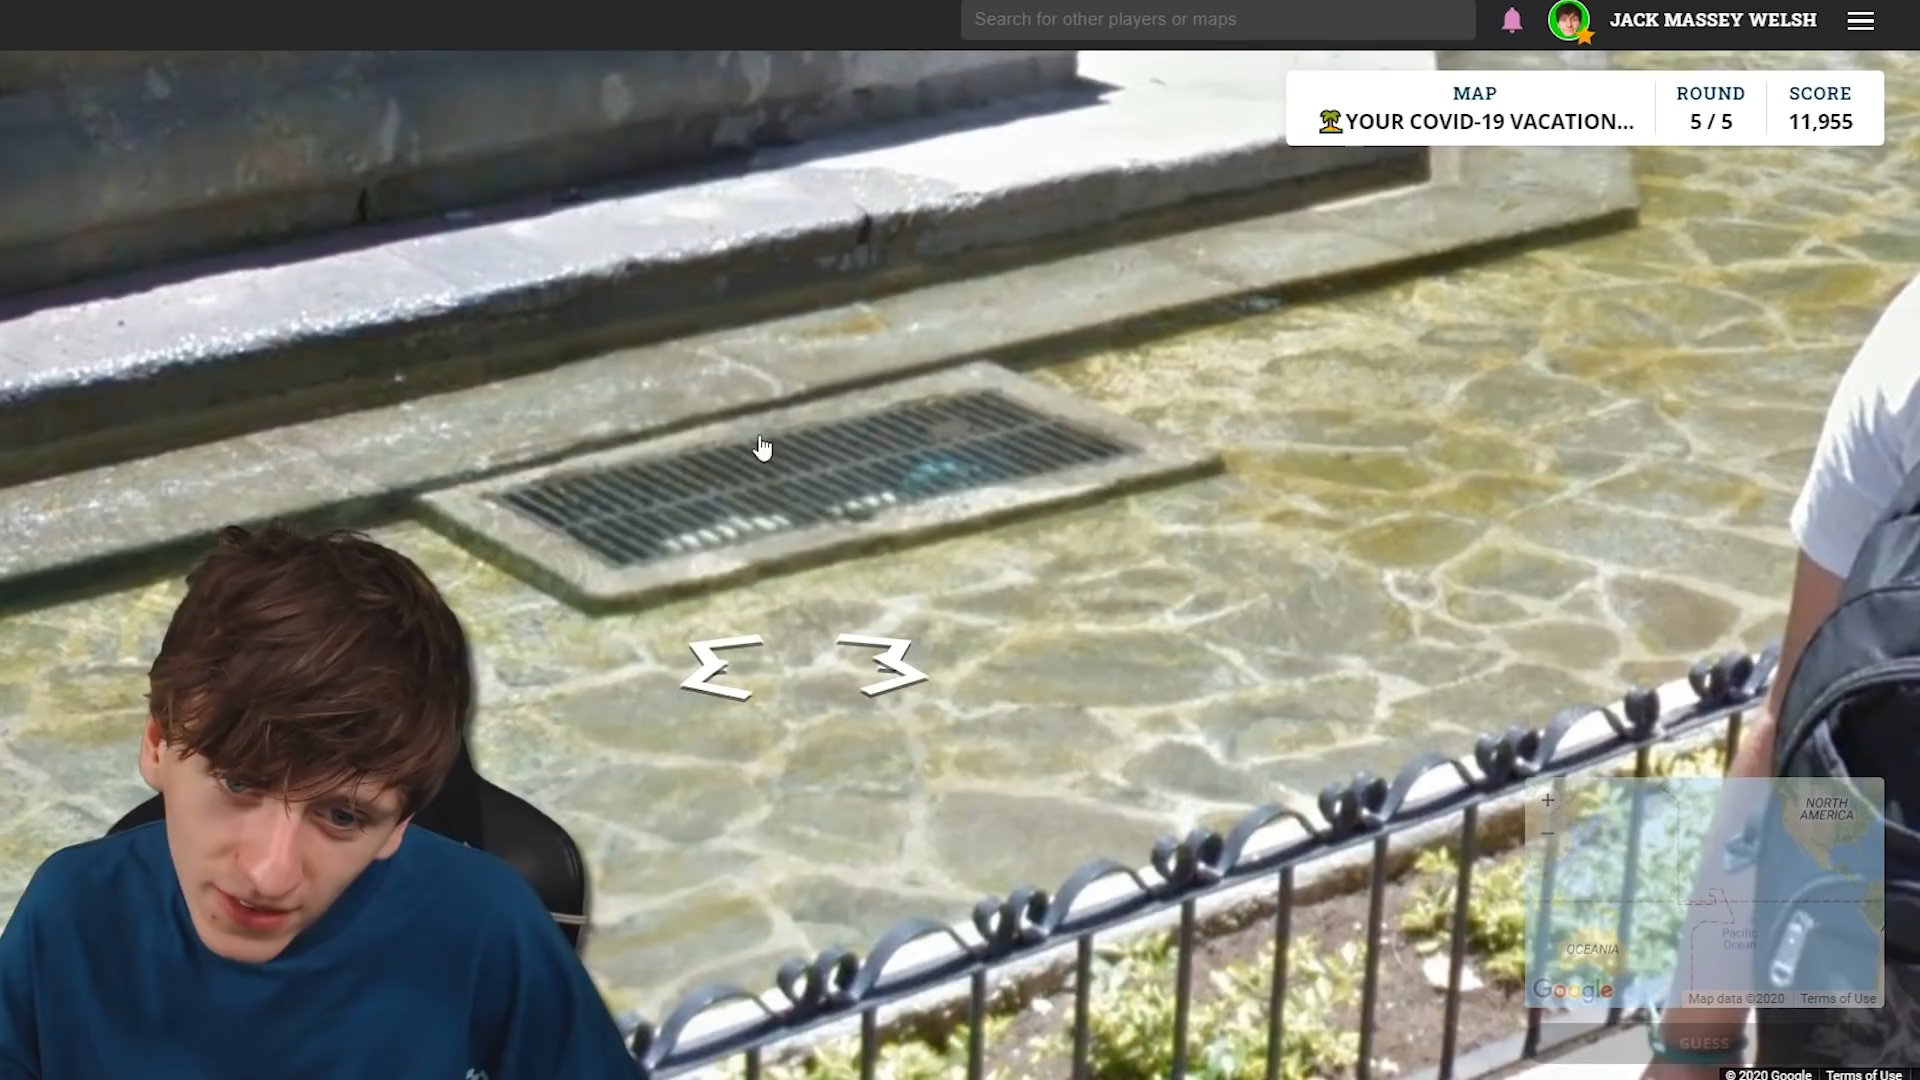 Search for other players or maps
JACK MASSEY WELSH
MAP
YOUR COVID-19 VACATION...
ROUND
5 / 5
SCORE
11,955
+
−
NORTH
AMERICA
Pacific
Ocean
OCEANIA
Google
Map data ©2020
Terms of Use
GUESS
© 2020 Google
Terms of Use